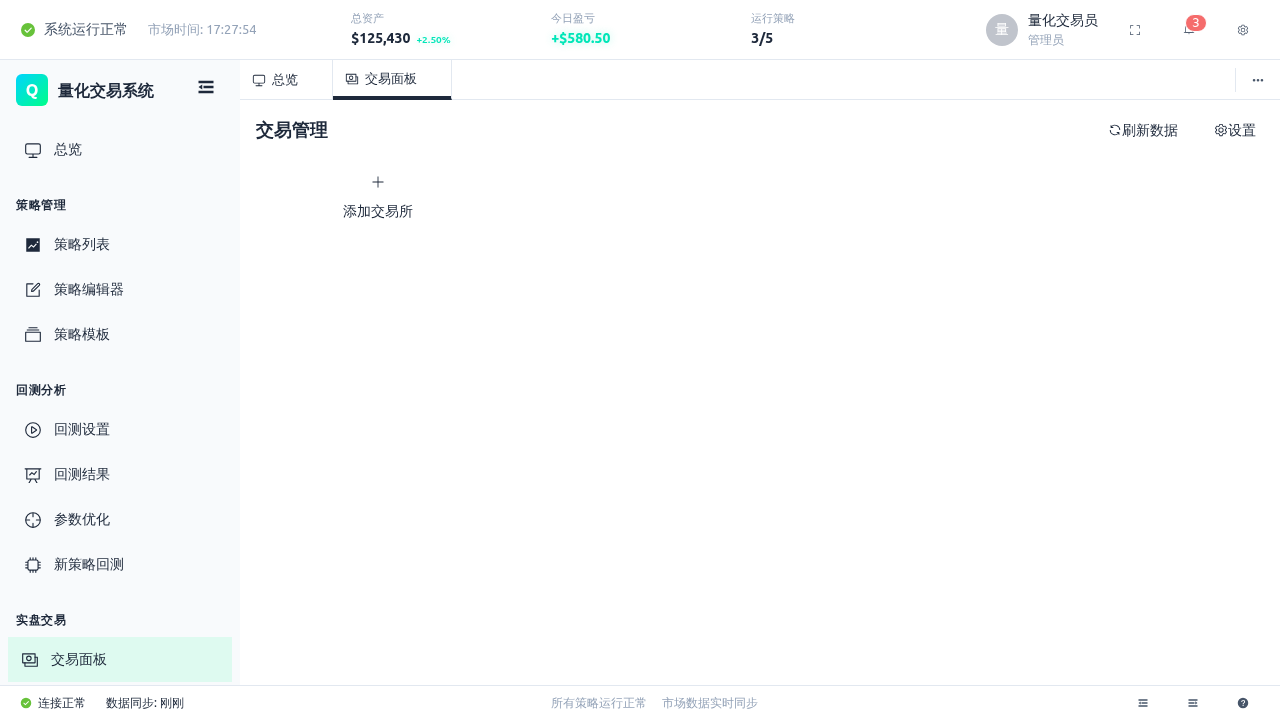 系统运行正常
市场时间: 17:27:54
总资产
$125,430 +2.50%
今日盈亏
+$580.50
运行策略
3/5
量
量化交易员
管理员
3
Q
量化交易系统
总览
策略管理
策略列表
策略编辑器
策略模板
回测分析
回测设置
回测结果
参数优化
新策略回测
实盘交易
交易面板
总览
交易面板
交易管理
刷新数据
设置
添加交易所
连接正常
数据同步: 刚刚
所有策略运行正常
市场数据实时同步